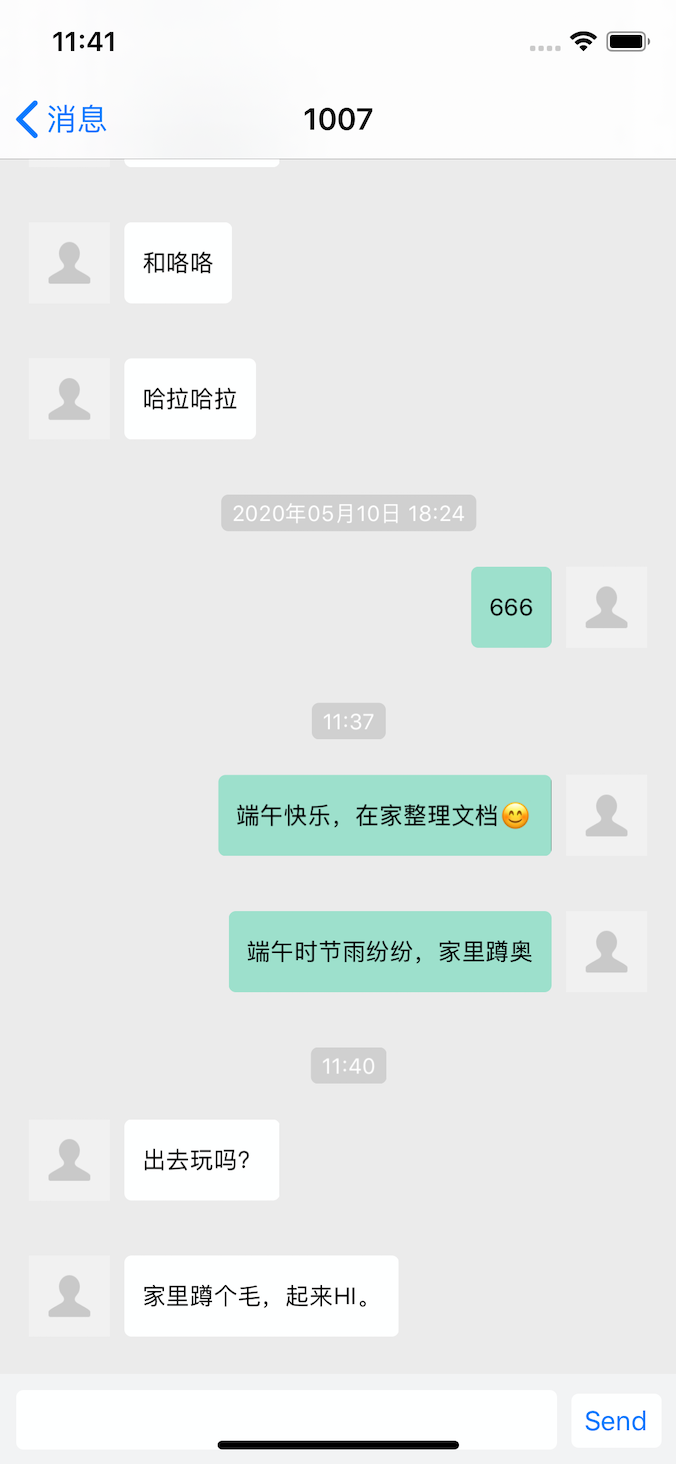 11:41
消息
1007
和咯咯
哈拉哈拉
2020年05月10日 18:24
666
11:37
端午快乐，在家整理文档😊
端午时节雨纷纷，家里蹲奥
11:40
出去玩吗？
家里蹲个毛，起来HI。
Send